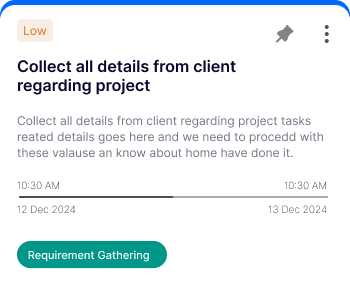 Low
Collect all details from client
regarding project
Collect all details from client regarding project tasks
reated details goes here and we need to procedd with
these valause an know about home have done it.
10:30 AM 10:30 AM
12 Dec 2024 13 Dec 2024
Requirement Gathering